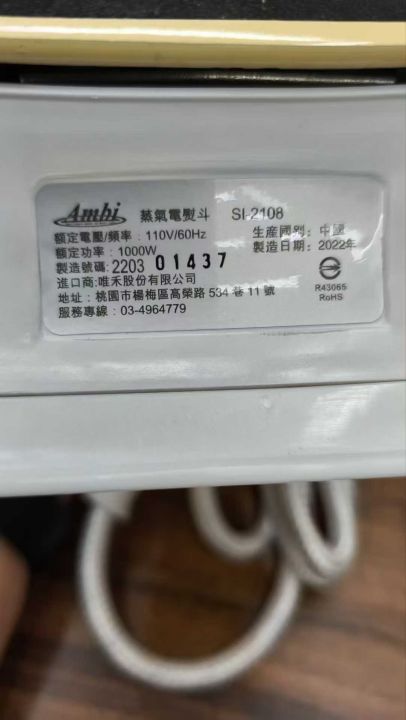 Ambi 蒸氣電熨斗 SI-2108
額定電壓/頻率：110V/60Hz 生産國別：中國
額定功率：1000W 製造日期：2022年
製造號碼：2203 01437
進口商：唯禾股份有限公司
地址：桃園市楊梅區高榮路 534 巷 11 號
服務專線：03-4964779
R43065
RoHS